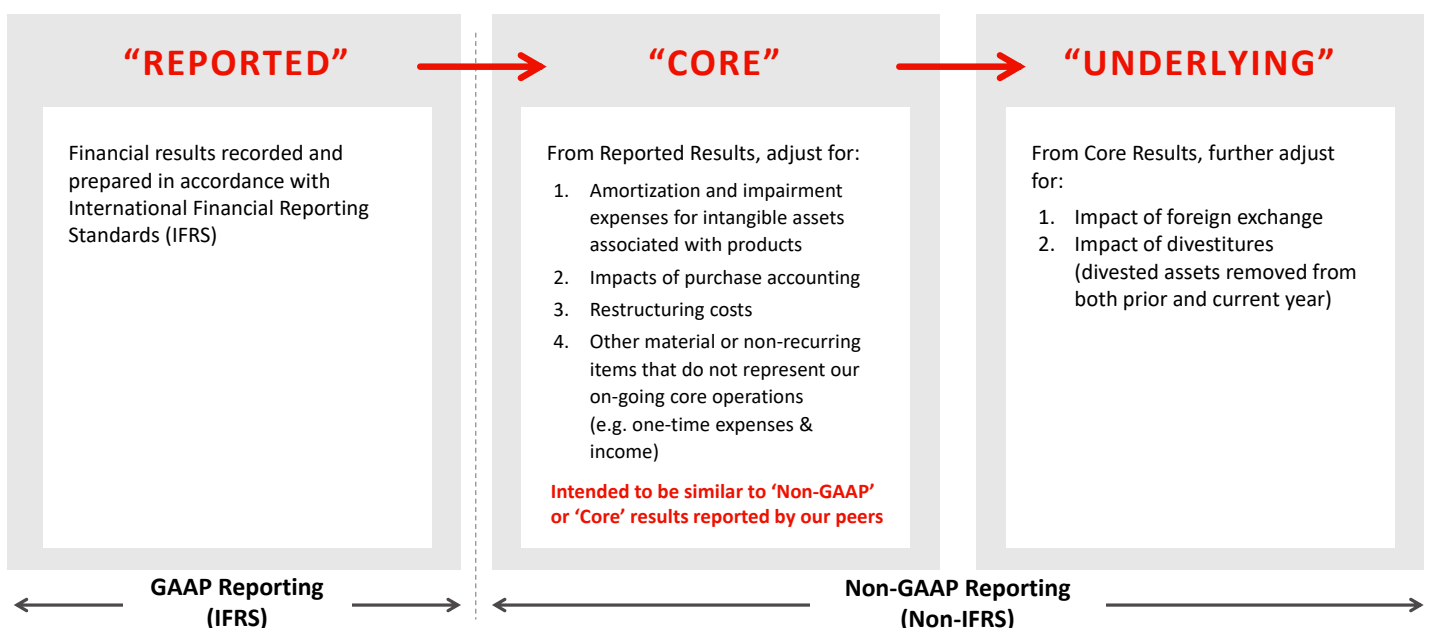 “REPORTED”
Financial results recorded and
prepared in accordance with
International Financial Reporting
Standards (IFRS)
“CORE”
From Reported Results, adjust for:
1. Amortization and impairment
expenses for intangible assets
associated with products
2. Impacts of purchase accounting
3. Restructuring costs
4. Other material or non-recurring
items that do not represent our
on-going core operations
(e.g. one-time expenses &
income)
Intended to be similar to ‘Non-GAAP’
or ‘Core’ results reported by our peers
“UNDERLYING”
From Core Results, further adjust
for:
1. Impact of foreign exchange
2. Impact of divestitures
(divested assets removed from
both prior and current year)
GAAP Reporting
(IFRS)
Non-GAAP Reporting
(Non-IFRS)